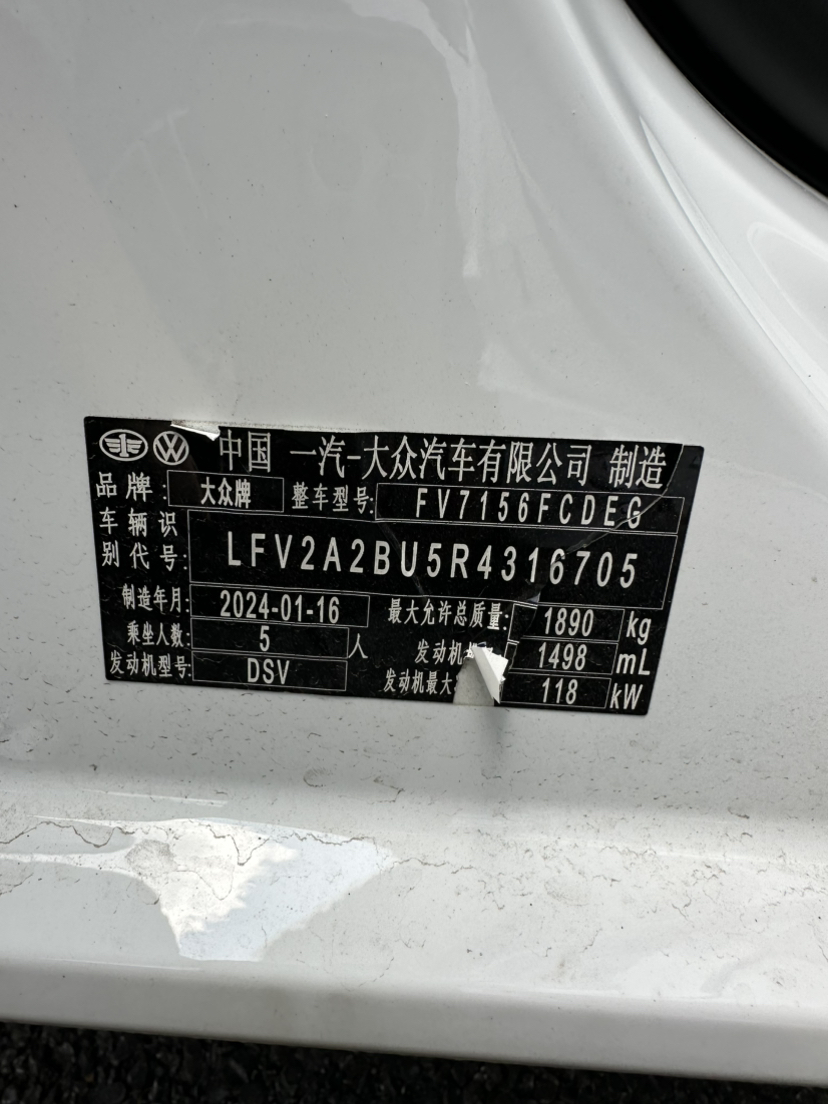 中国 一汽-大众汽车有限公司 制造
品牌: 大众牌 整车型号: FV7156FCDEG
车辆识别代号: LFV2A2BU5R4316705
制造年月: 2024-01-16 最大允许总质量: 1890 kg
乘坐人数: 5 人 发动机 1498 mL
发动机型号: DSV 发动机最大 118 kW